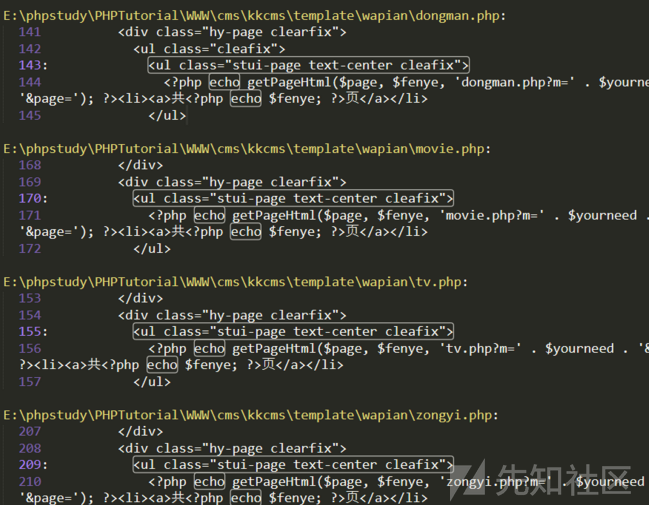 E:\phpstudy\PHPTutorial\WWW\cms\kkcms\template\wapian\dongman.php:
141 <div class="hy-page clearfix">
142 <ul class="cleafix">
143: <ul class="stui-page text-center cleafix">
144 <?php echo getPageHtml($page, $fenye, 'dongman.php?m=' . $yourne
'&page='); ?><li><a>共<?php echo $fenye; ?>页</a></li>
145 </ul>
E:\phpstudy\PHPTutorial\WWW\cms\kkcms\template\wapian\movie.php:
168 </div>
169 <div class="hy-page clearfix">
170: <ul class="stui-page text-center cleafix">
171 <?php echo getPageHtml($page, $fenye, 'movie.php?m=' . $yourneed .
'&page='); ?><li><a>共<?php echo $fenye; ?>页</a></li>
172 </ul>
E:\phpstudy\PHPTutorial\WWW\cms\kkcms\template\wapian\tv.php:
153 </div>
154 <div class="hy-page clearfix">
155: <ul class="stui-page text-center cleafix">
156 <?php echo getPageHtml($page, $fenye, 'tv.php?m=' . $yourneed . '&
?><li><a>共<?php echo $fenye; ?>页</a></li>
157 </ul>
E:\phpstudy\PHPTutorial\WWW\cms\kkcms\template\wapian\zongyi.php:
207 </div>
208 <div class="hy-page clearfix">
209: <ul class="stui-page text-center cleafix">
210 <?php echo getPageHtml($page, $fenye, 'zongyi.php?m=' . $yourneed
'&page='); ?><li><a>共<?php echo $fenye; ?>页</a></li>
先知社区